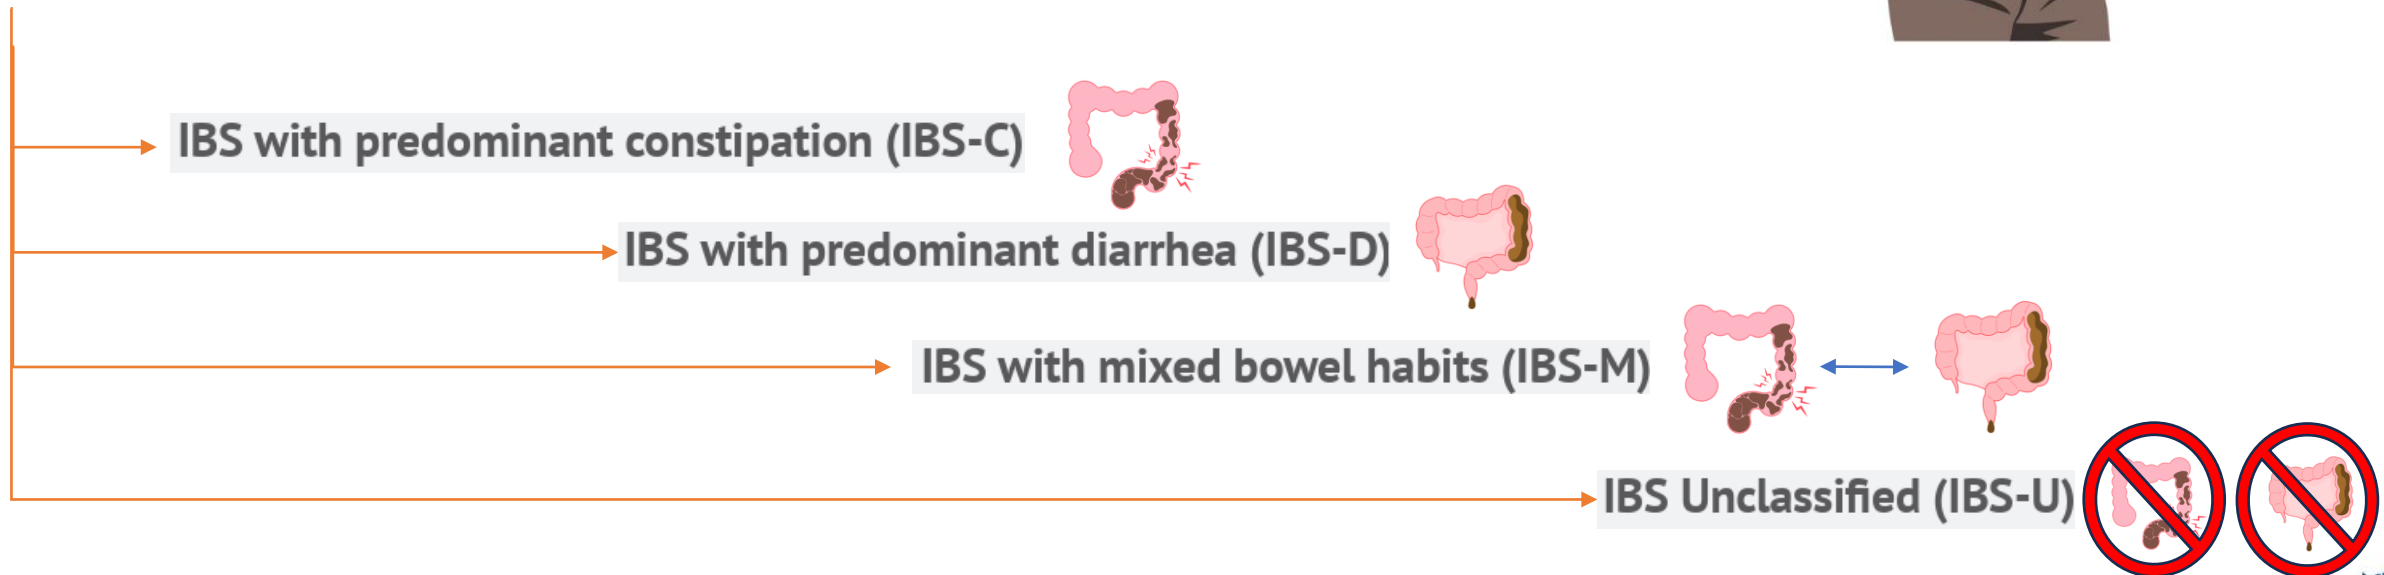 IBS with predominant constipation (IBS-C)
IBS with predominant diarrhea (IBS-D)
IBS with mixed bowel habits (IBS-M)
IBS Unclassified (IBS-U)